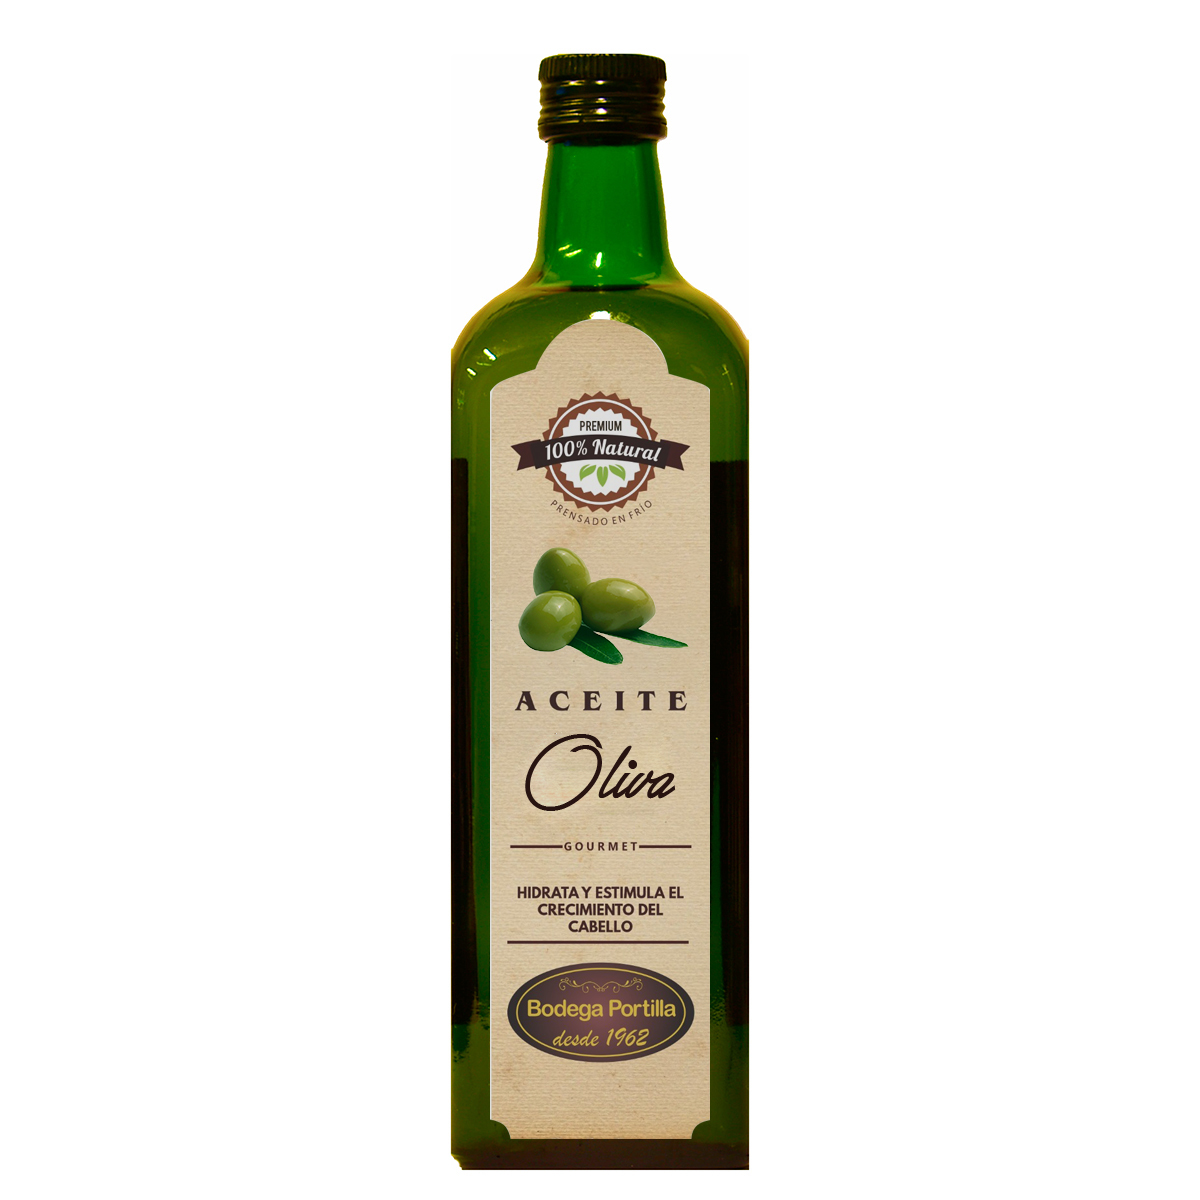 PREMIUM
100% Natural
PRENSADO EN FRÍO
ACEITE
Oliva
GOURMET
HIDRATA Y ESTIMULA EL
CRECIMIENTO DEL
CABELLO
Bodega Portilla
desde 1962